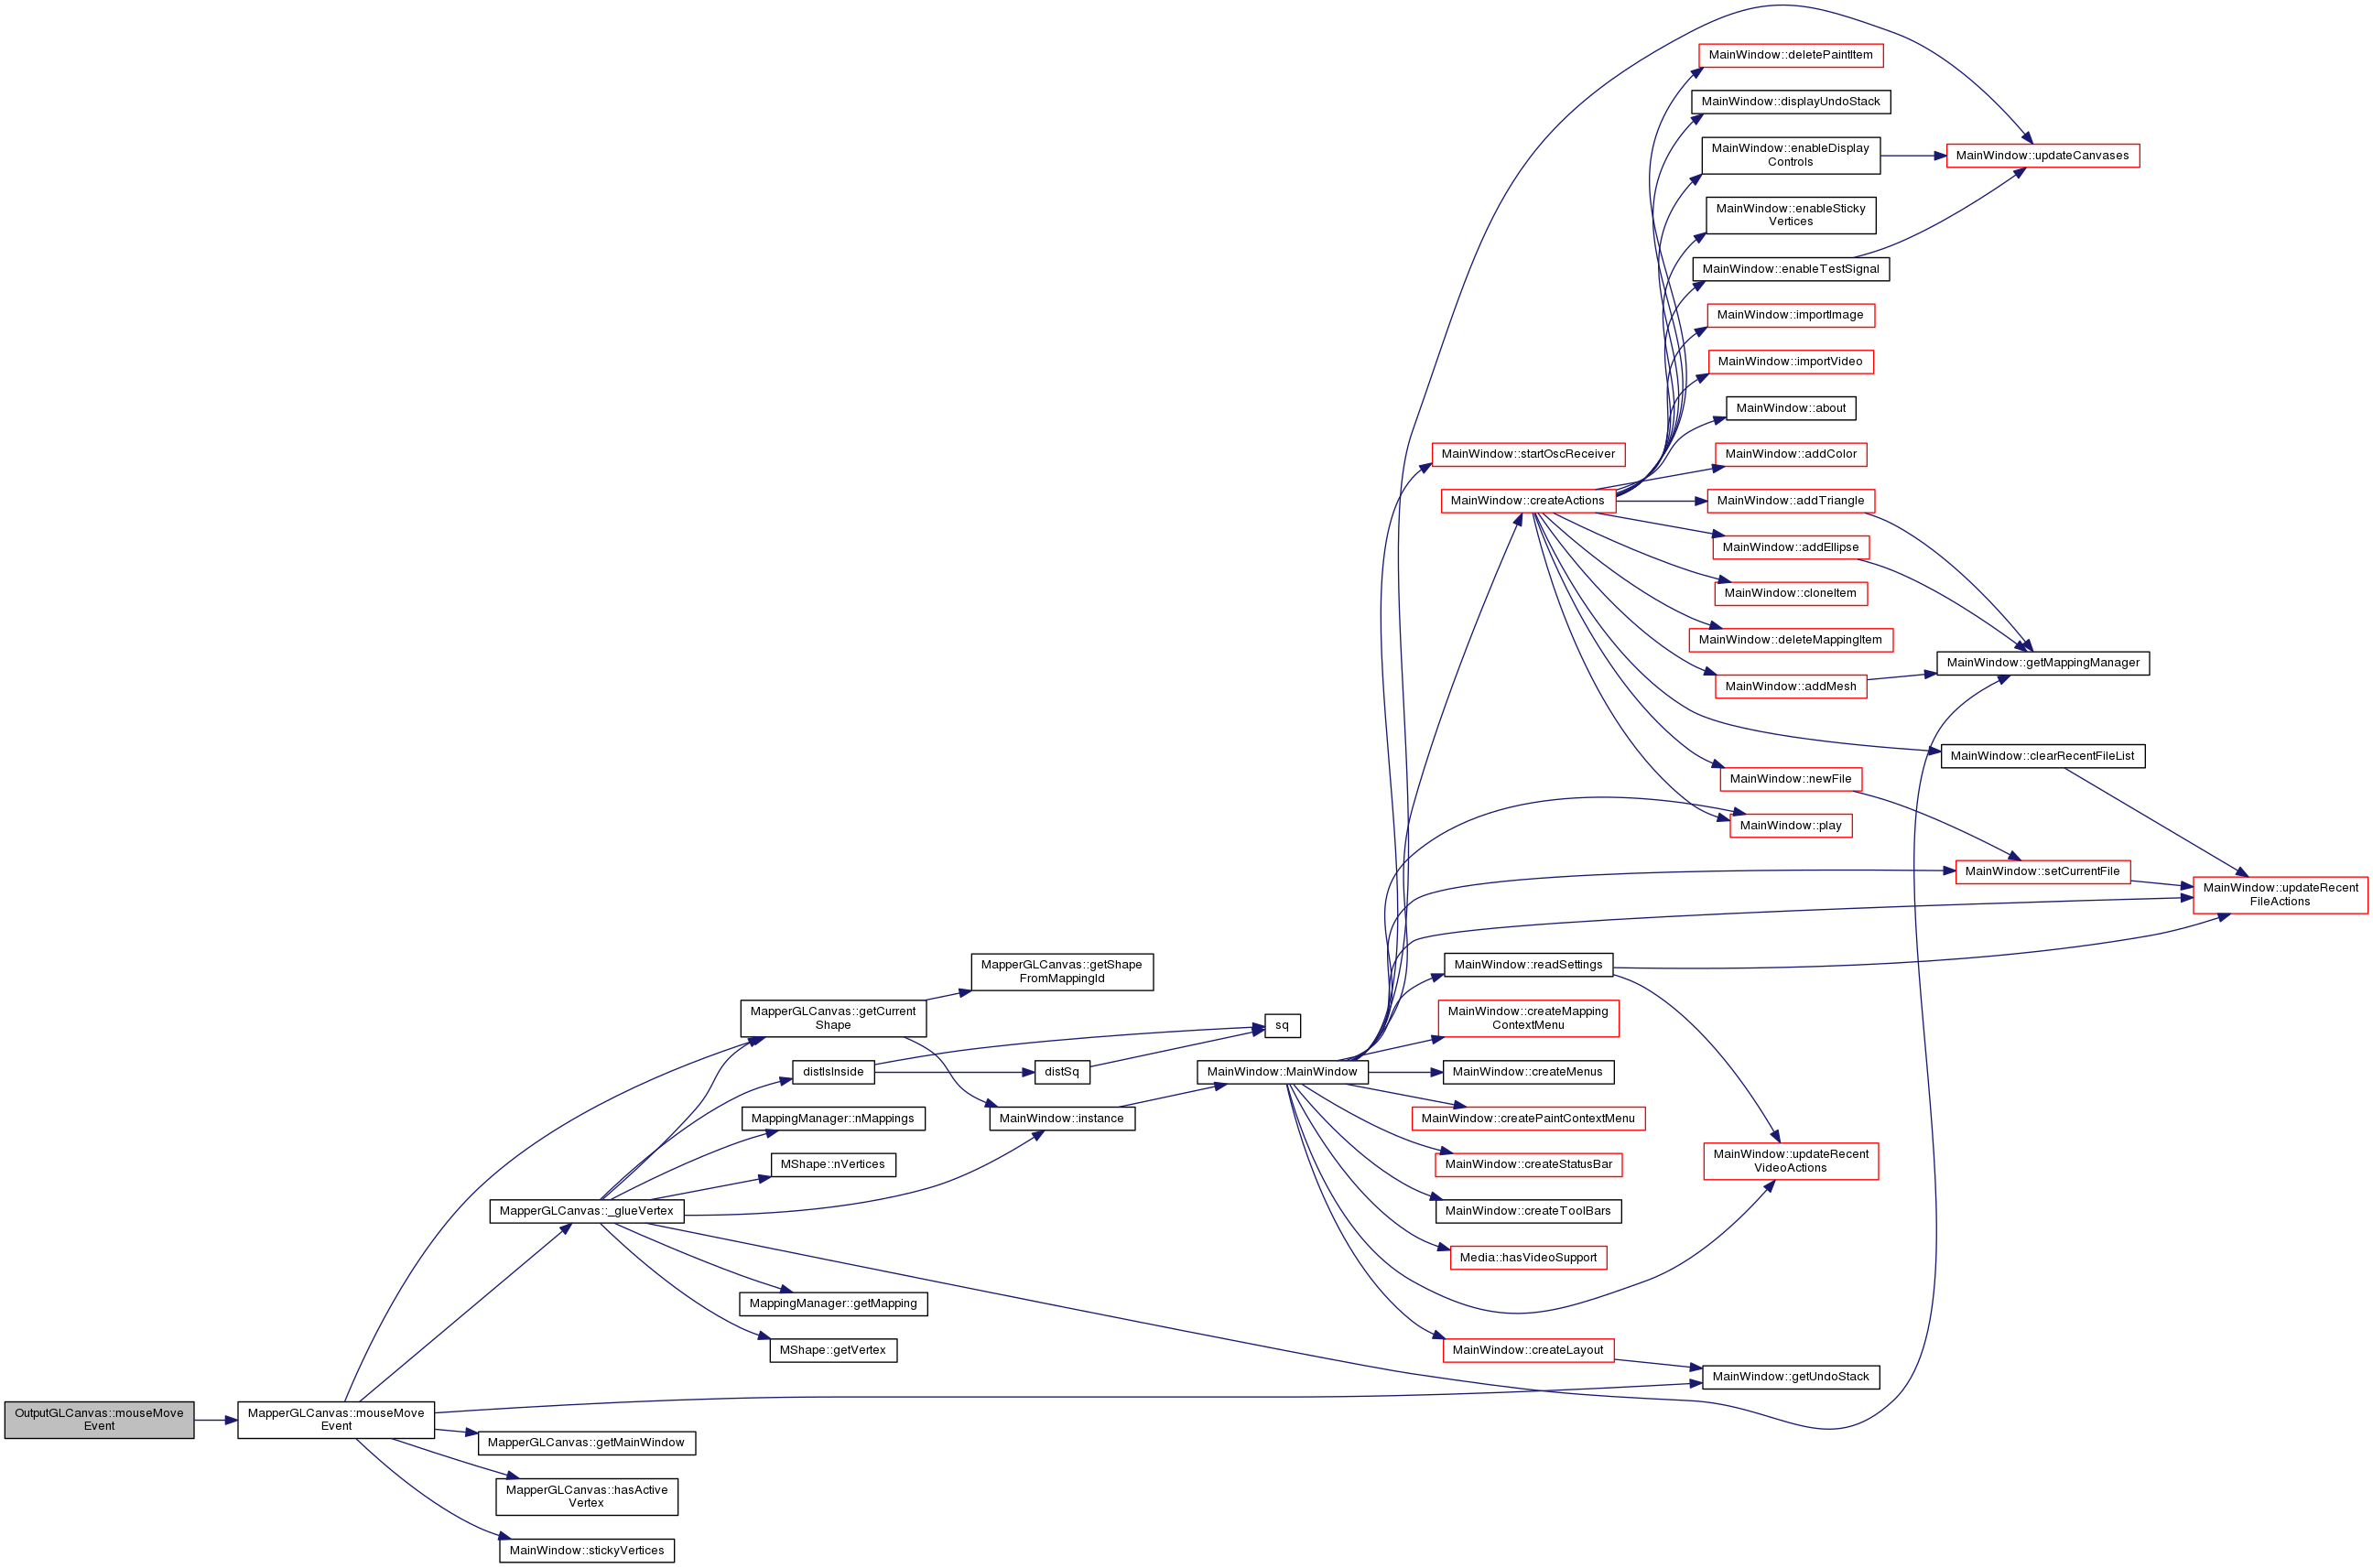 MainWindow::deletePaintItem
MainWindow::displayUndoStack
MainWindow::enableDisplay
Controls
MainWindow::updateCanvases
MainWindow::enableSticky
Vertices
MainWindow::enableTestSignal
MainWindow::importImage
MainWindow::importVideo
MainWindow::about
MainWindow::startOscReceiver
MainWindow::addColor
MainWindow::createActions
MainWindow::addTriangle
MainWindow::addEllipse
MainWindow::cloneItem
MainWindow::deleteMappingItem
MainWindow::getMappingManager
MainWindow::addMesh
MainWindow::clearRecentFileList
MainWindow::newFile
MainWindow::play
MainWindow::setCurrentFile
MainWindow::updateRecent
FileActions
MainWindow::readSettings
MapperGLCanvas::getShape
FromMappingId
MapperGLCanvas::getCurrent
Shape
sq
MainWindow::createMapping
ContextMenu
distIsInside
distSq
MainWindow::MainWindow
MainWindow::createMenus
MappingManager::nMappings
MainWindow::instance
MainWindow::createPaintContextMenu
MShape::nVertices
MainWindow::createStatusBar
MainWindow::updateRecent
VideoActions
MapperGLCanvas::_glueVertex
MainWindow::createToolBars
Media::hasVideoSupport
MappingManager::getMapping
MShape::getVertex
MainWindow::createLayout
MainWindow::getUndoStack
OutputGLCanvas::mouseMove
Event
MapperGLCanvas::mouseMove
Event
MapperGLCanvas::getMainWindow
MapperGLCanvas::hasActive
Vertex
MainWindow::stickyVertices